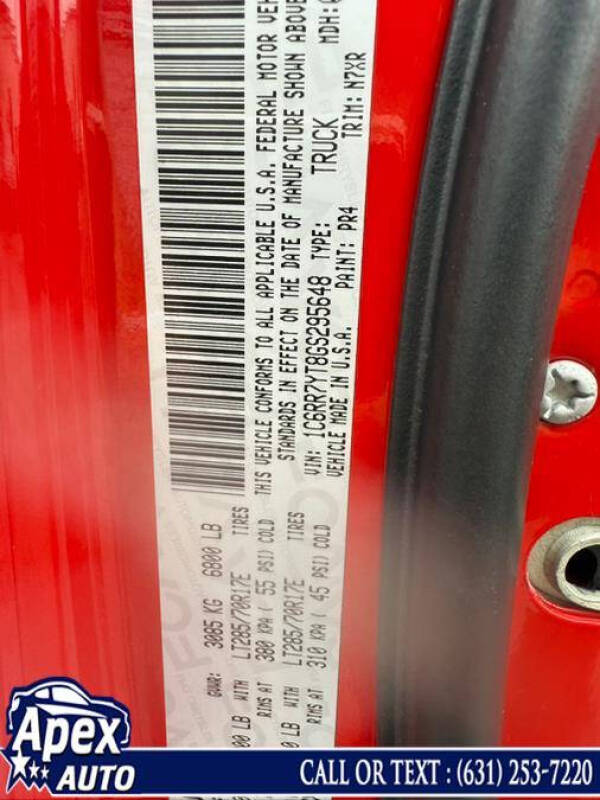 GVWR: 3085 KG 6800 LB
00 LB WITH LT285/70R17E TIRES
RIMS AT 380 KPA ( 55 PSI) COLD
0 LB WITH LT285/70R17E TIRES
RIMS AT 310 KPA ( 45 PSI) COLD
THIS VEHICLE CONFORMS TO ALL APPLICABLE U.S.A. FEDERAL MOTOR VEH
STANDARDS IN EFFECT ON THE DATE OF MANUFACTURE SHOWN ABOVE
VIN: 1C6RR7YT8GS295648 TYPE: TRUCK MDH:
VEHICLE MADE IN U.S.A. PAINT: PR4 TRIM: N7XR
APEX
AUTO
CALL OR TEXT : (631) 253-7220